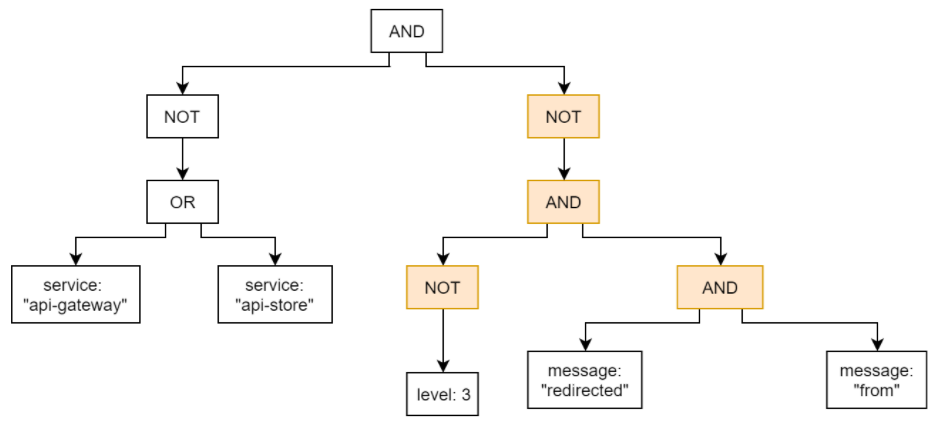 AND
NOT
NOT
OR
AND
service:
"api-gateway"
service:
"api-store"
NOT
AND
level: 3
message:
"redirected"
message:
"from"